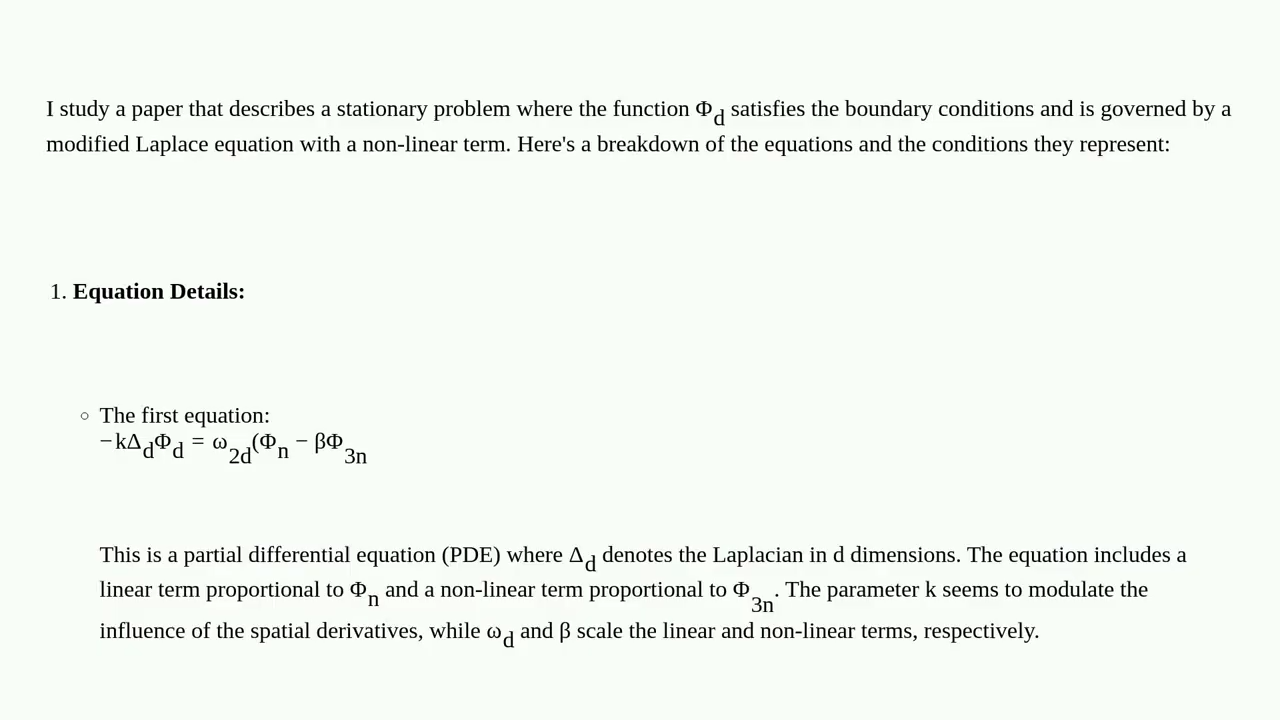 I study a paper that describes a stationary problem where the function Φd satisfies the boundary conditions and is governed by a
modified Laplace equation with a non-linear term. Here's a breakdown of the equations and the conditions they represent:
1. Equation Details:
○ The first equation:
−kΔdΦd = ω2d(Φn − βΦ3n
This is a partial differential equation (PDE) where Δd denotes the Laplacian in d dimensions. The equation includes a
linear term proportional to Φn and a non-linear term proportional to Φ3n. The parameter k seems to modulate the
influence of the spatial derivatives, while ωd and β scale the linear and non-linear terms, respectively.